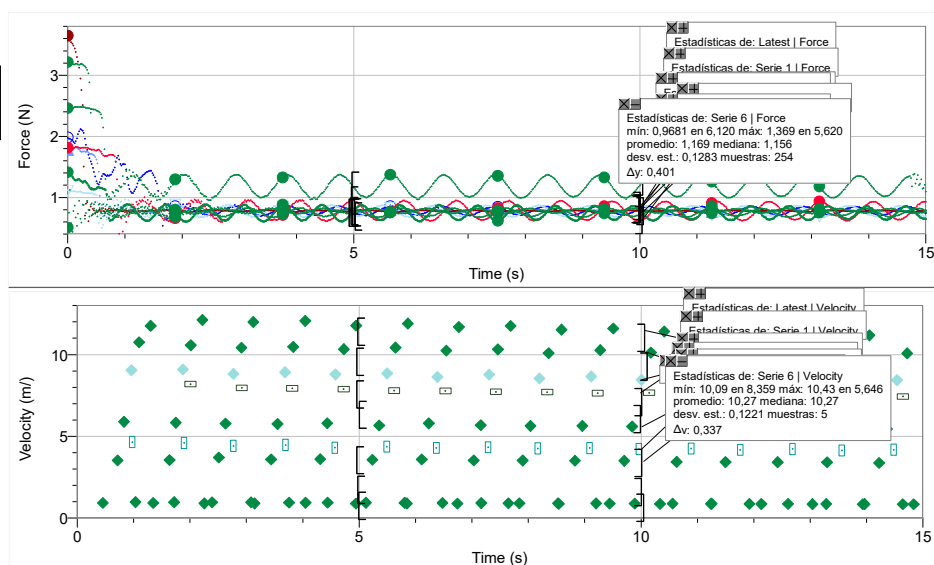 Estadísticas de: Latest | Force
Estadísticas de: Serie 1 | Force
Estadísticas de: Serie 6 | Force
mín: 0,9681 en 6,120 máx: 1,369 en 5,620
promedio: 1,169 mediana: 1,156
desv. est.: 0,1283 muestras: 254
Δy: 0,401
Force (N)
3
2
1
0
5
10
15
Time (s)
Estadísticas de: Latest | Velocity
Estadísticas de: Serie 1 | Velocity
Estadísticas de: Serie 6 | Velocity
mín: 10,09 en 8,359 máx: 10,43 en 5,646
promedio: 10,27 mediana: 10,27
desv. est.: 0,1221 muestras: 5
Δy: 0,337
Velocity (m/)
10
5
0
0
5
10
15
Time (s)